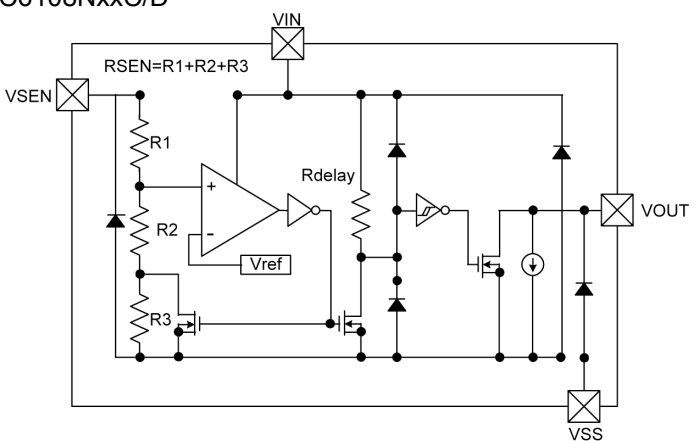 VIN
RSEN=R1+R2+R3
VSEN
R1
+
Rdelay
R2
-
Vref
VOUT
R3
VSS